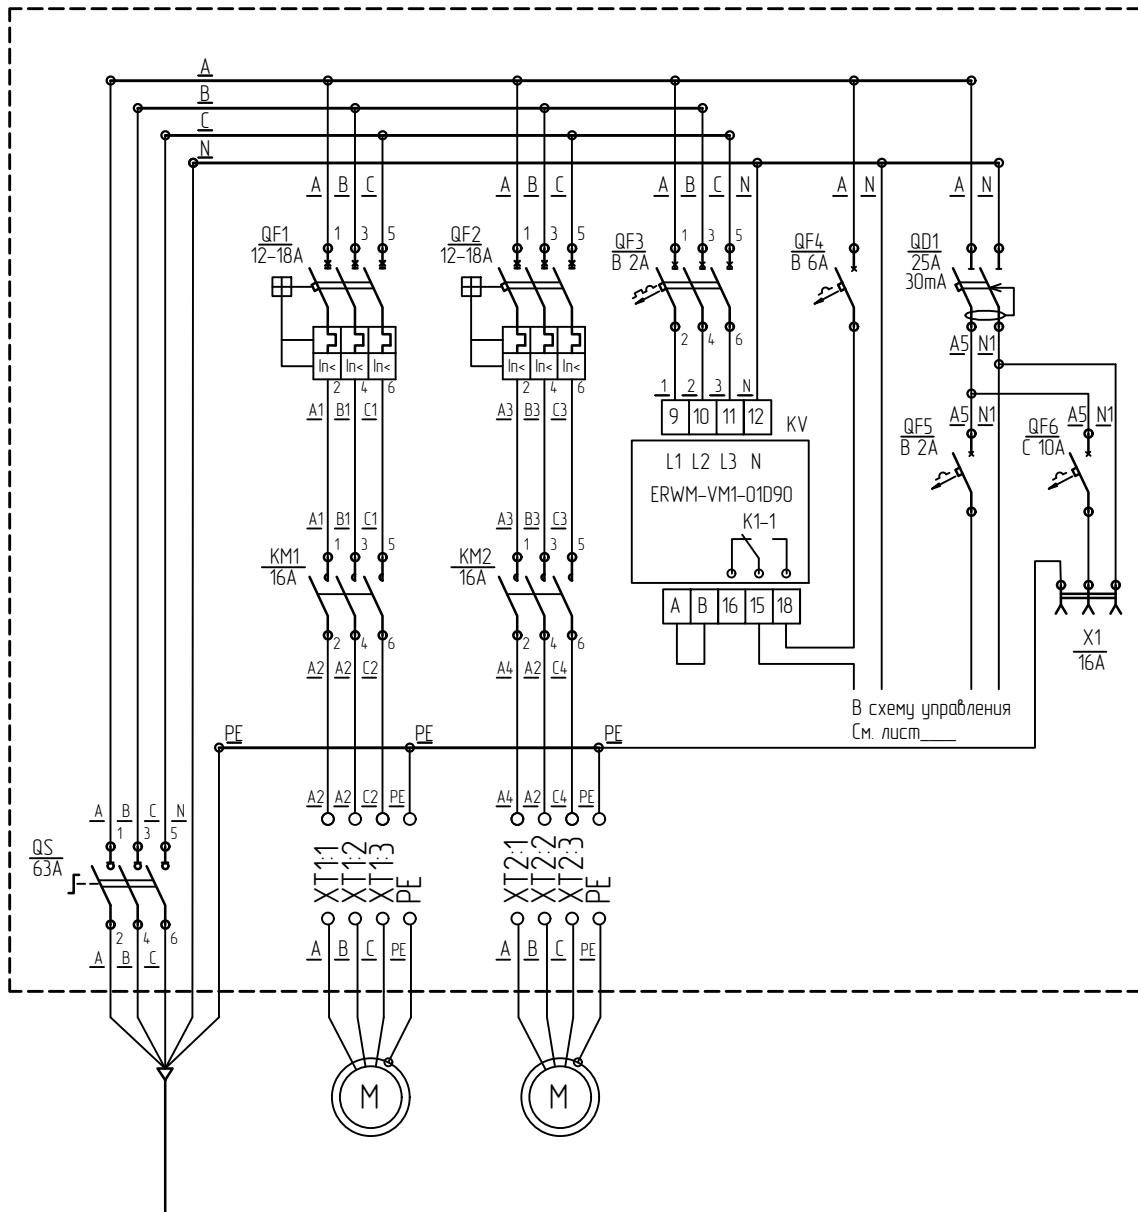 A
B
C
N
A B C
A B C
A B C N
A N
A N
QF1
12-18A
1 3 5
QF2
12-18A
1 3 5
QF3
B 2A
1 3 5
QF4
B 6A
QD1
25A
30mA
In< In< In<
2 4 6
In< In< In<
2 4 6
2 4 6
A5 N1
1 2 3 N
9 10 11 12
KV
A1 B1 C1
A3 B3 C3
QF5
B 2A
A5 N1
QF6
C 10A
A5 N1
L1 L2 L3 N
ERWM-VM1-01D90
K1-1
A1 B1 C1
A3 B3 C3
KM1
16A
1 3 5
KM2
16A
1 3 5
A B 16 15 18
2 4 6
2 4 6
X1
16A
A2 A2 C2
A4 A2 C4
В схему управления
См. лист____
PE
PE
PE
A2 A2 C2 PE
A4 A2 C4 PE
A B C N
QS
63A
1 3 5
XT1:1
XT1:2
XT1:3
PE
XT2:1
XT2:2
XT2:3
PE
2 4 6
A B C
A B C PE
A B C PE
M
M